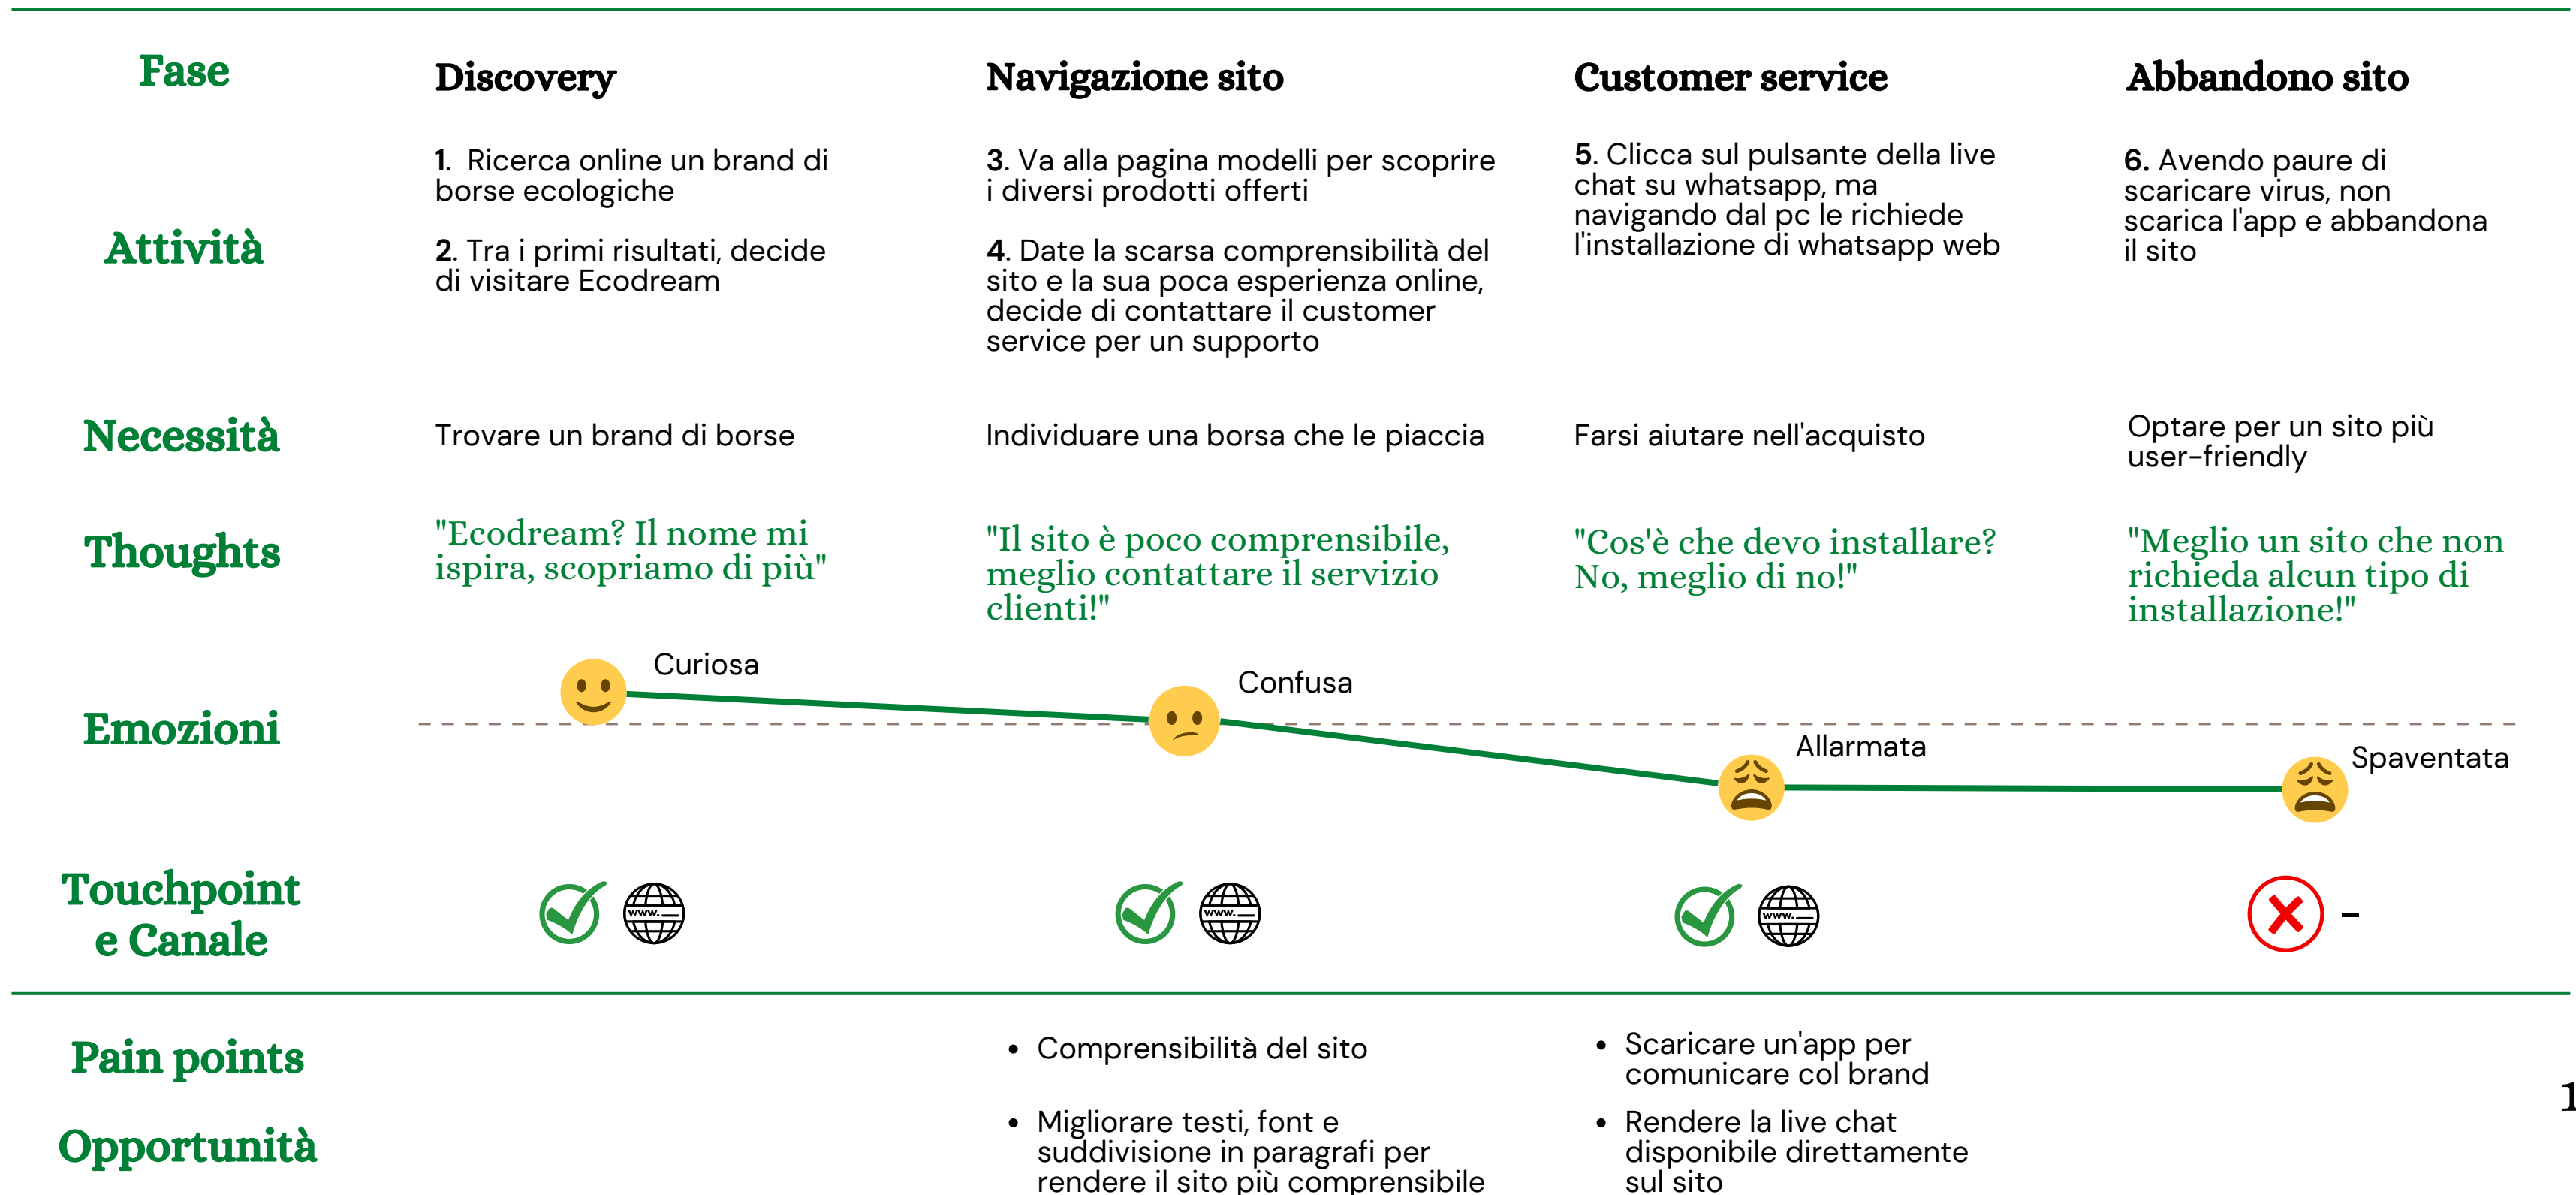 Fase
Discovery
Navigazione sito
Customer service
Abbandono sito
Attività
1. Ricerca online un brand di
borse ecologiche
2. Tra i primi risultati, decide
di visitare Ecodream
3. Va alla pagina modelli per scoprire
i diversi prodotti offerti
4. Date la scarsa comprensibilità del
sito e la sua poca esperienza online,
decide di contattare il customer
service per un supporto
5. Clicca sul pulsante della live
chat su whatsapp, ma
navigando dal pc le richiede
l'installazione di whatsapp web
6. Avendo paure di
scaricare virus, non
scarica l'app e abbandona
il sito
Necessità
Trovare un brand di borse
Individuare una borsa che le piaccia
Farsi aiutare nell'acquisto
Optare per un sito più
user-friendly
Thoughts
"Ecodream? Il nome mi
ispira, scopriamo di più"
"Il sito è poco comprensibile,
meglio contattare il servizio
clienti!"
"Cos'è che devo installare?
No, meglio di no!"
"Meglio un sito che non
richieda alcun tipo di
installazione!"
Emozioni
Curiosa
Confusa
Allarmata
Spaventata
Touchpoint
e Canale
www.
www.
www.
-
Pain points
• Comprensibilità del sito
• Scaricare un'app per
comunicare col brand
Opportunità
• Migliorare testi, font e
suddivisione in paragrafi per
rendere il sito più comprensibile
• Rendere la live chat
disponibile direttamente
sul sito
1